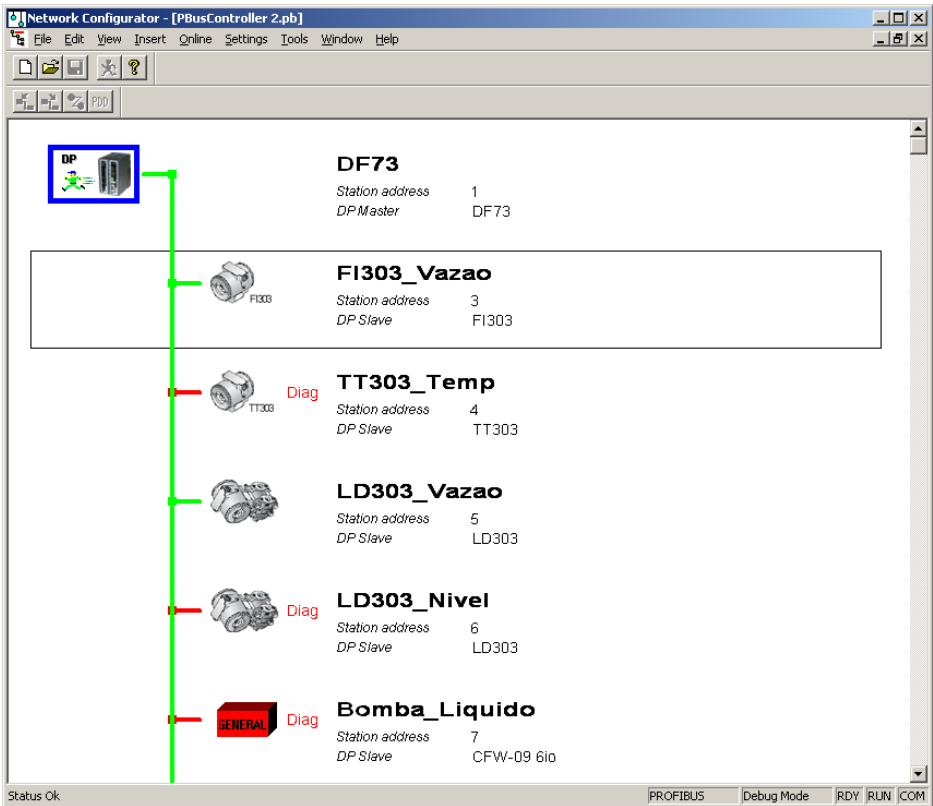 Network Configurator - [PBusController 2.pb]
File Edit View Insert Online Settings Tools Window Help
PDD
DP
DF73
Station address 1
DP Master DF73
FI303
FI303_Vazao
Station address 3
DP Slave FI303
TT303
Diag
TT303_Temp
Station address 4
DP Slave TT303
LD303_Vazao
Station address 5
DP Slave LD303
Diag
LD303_Nivel
Station address 6
DP Slave LD303
GENERAL
Diag
Bomba_Liquido
Station address 7
DP Slave CFW-09 6io
Status Ok PROFIBUS Debug Mode RDY RUN COM